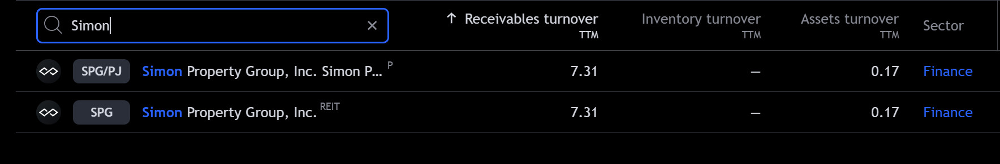 Simon
↑ Receivables turnover
TTM
Inventory turnover
TTM
Assets turnover
TTM
Sector
SPG/PJ Simon Property Group, Inc. Simon P... P 7.31 — 0.17 Finance
SPG Simon Property Group, Inc. REIT 7.31 — 0.17 Finance